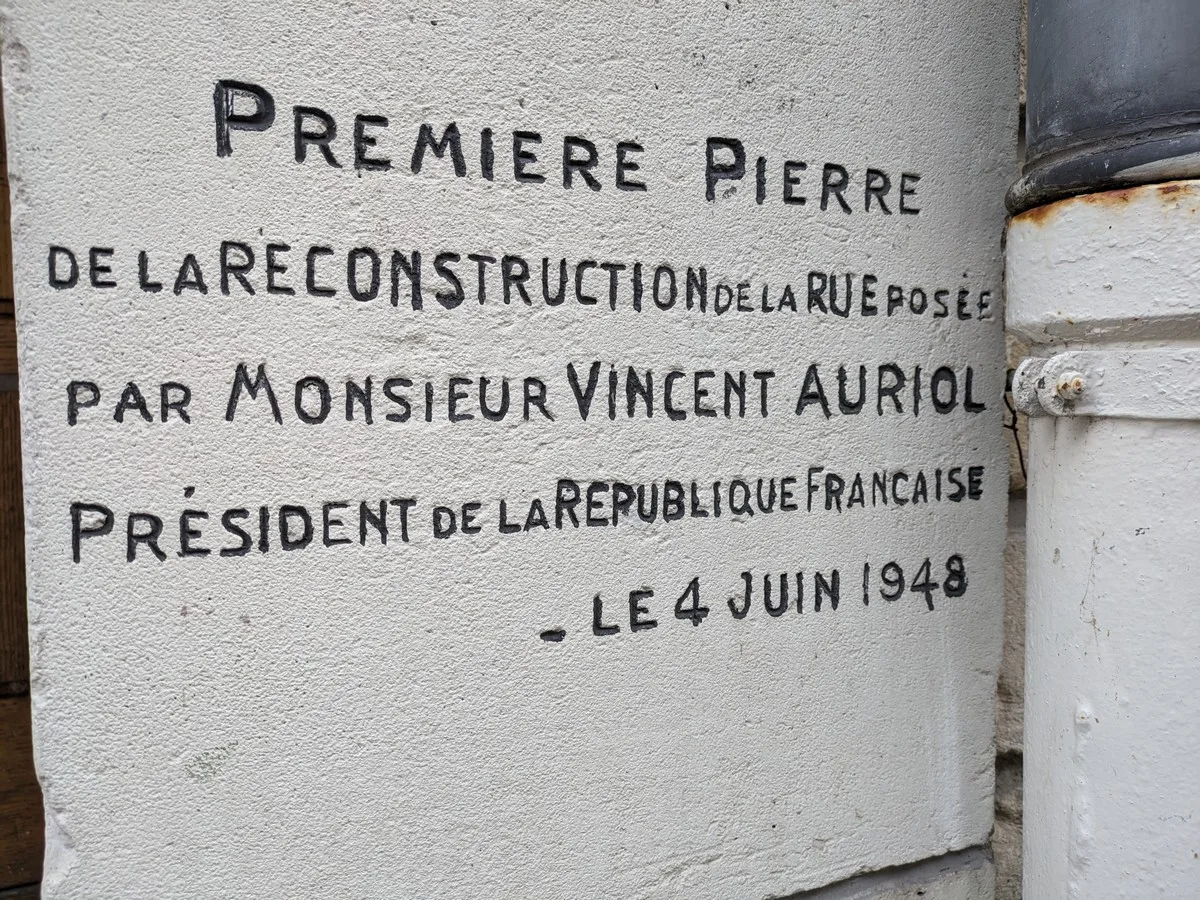 PREMIERE PIERRE
DE LA RÉCONSTRUCTION DE LA RUE POSÉE
PAR MONSIEUR VINCENT AURIOL
PRÉSIDENT DE LA REPUBLIQUE FRANCAISE
- LE 4 JUIN 1948